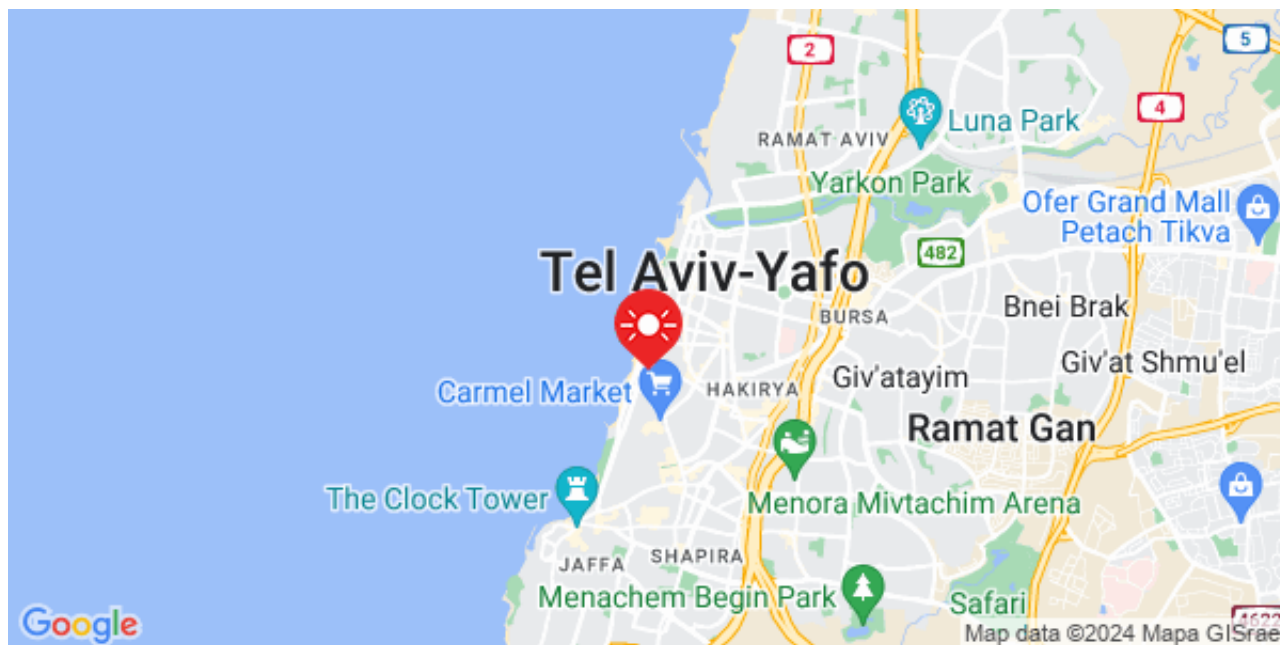 5
2
4
Luna Park
RAMAT AVIV
Yarkon Park
Ofer Grand Mall
Petach Tikva
482
Tel Aviv-Yafo
Bnei Brak
BURSA
Giv'at Shmu'el
Giv'atayim
Carmel Market
HAKIRYA
Ramat Gan
The Clock Tower
Menora Mivtachim Arena
SHAPIRA
JAFFA
Menachem Begin Park
Safari
4622
Google
Map data ©2024 Mapa GISrae